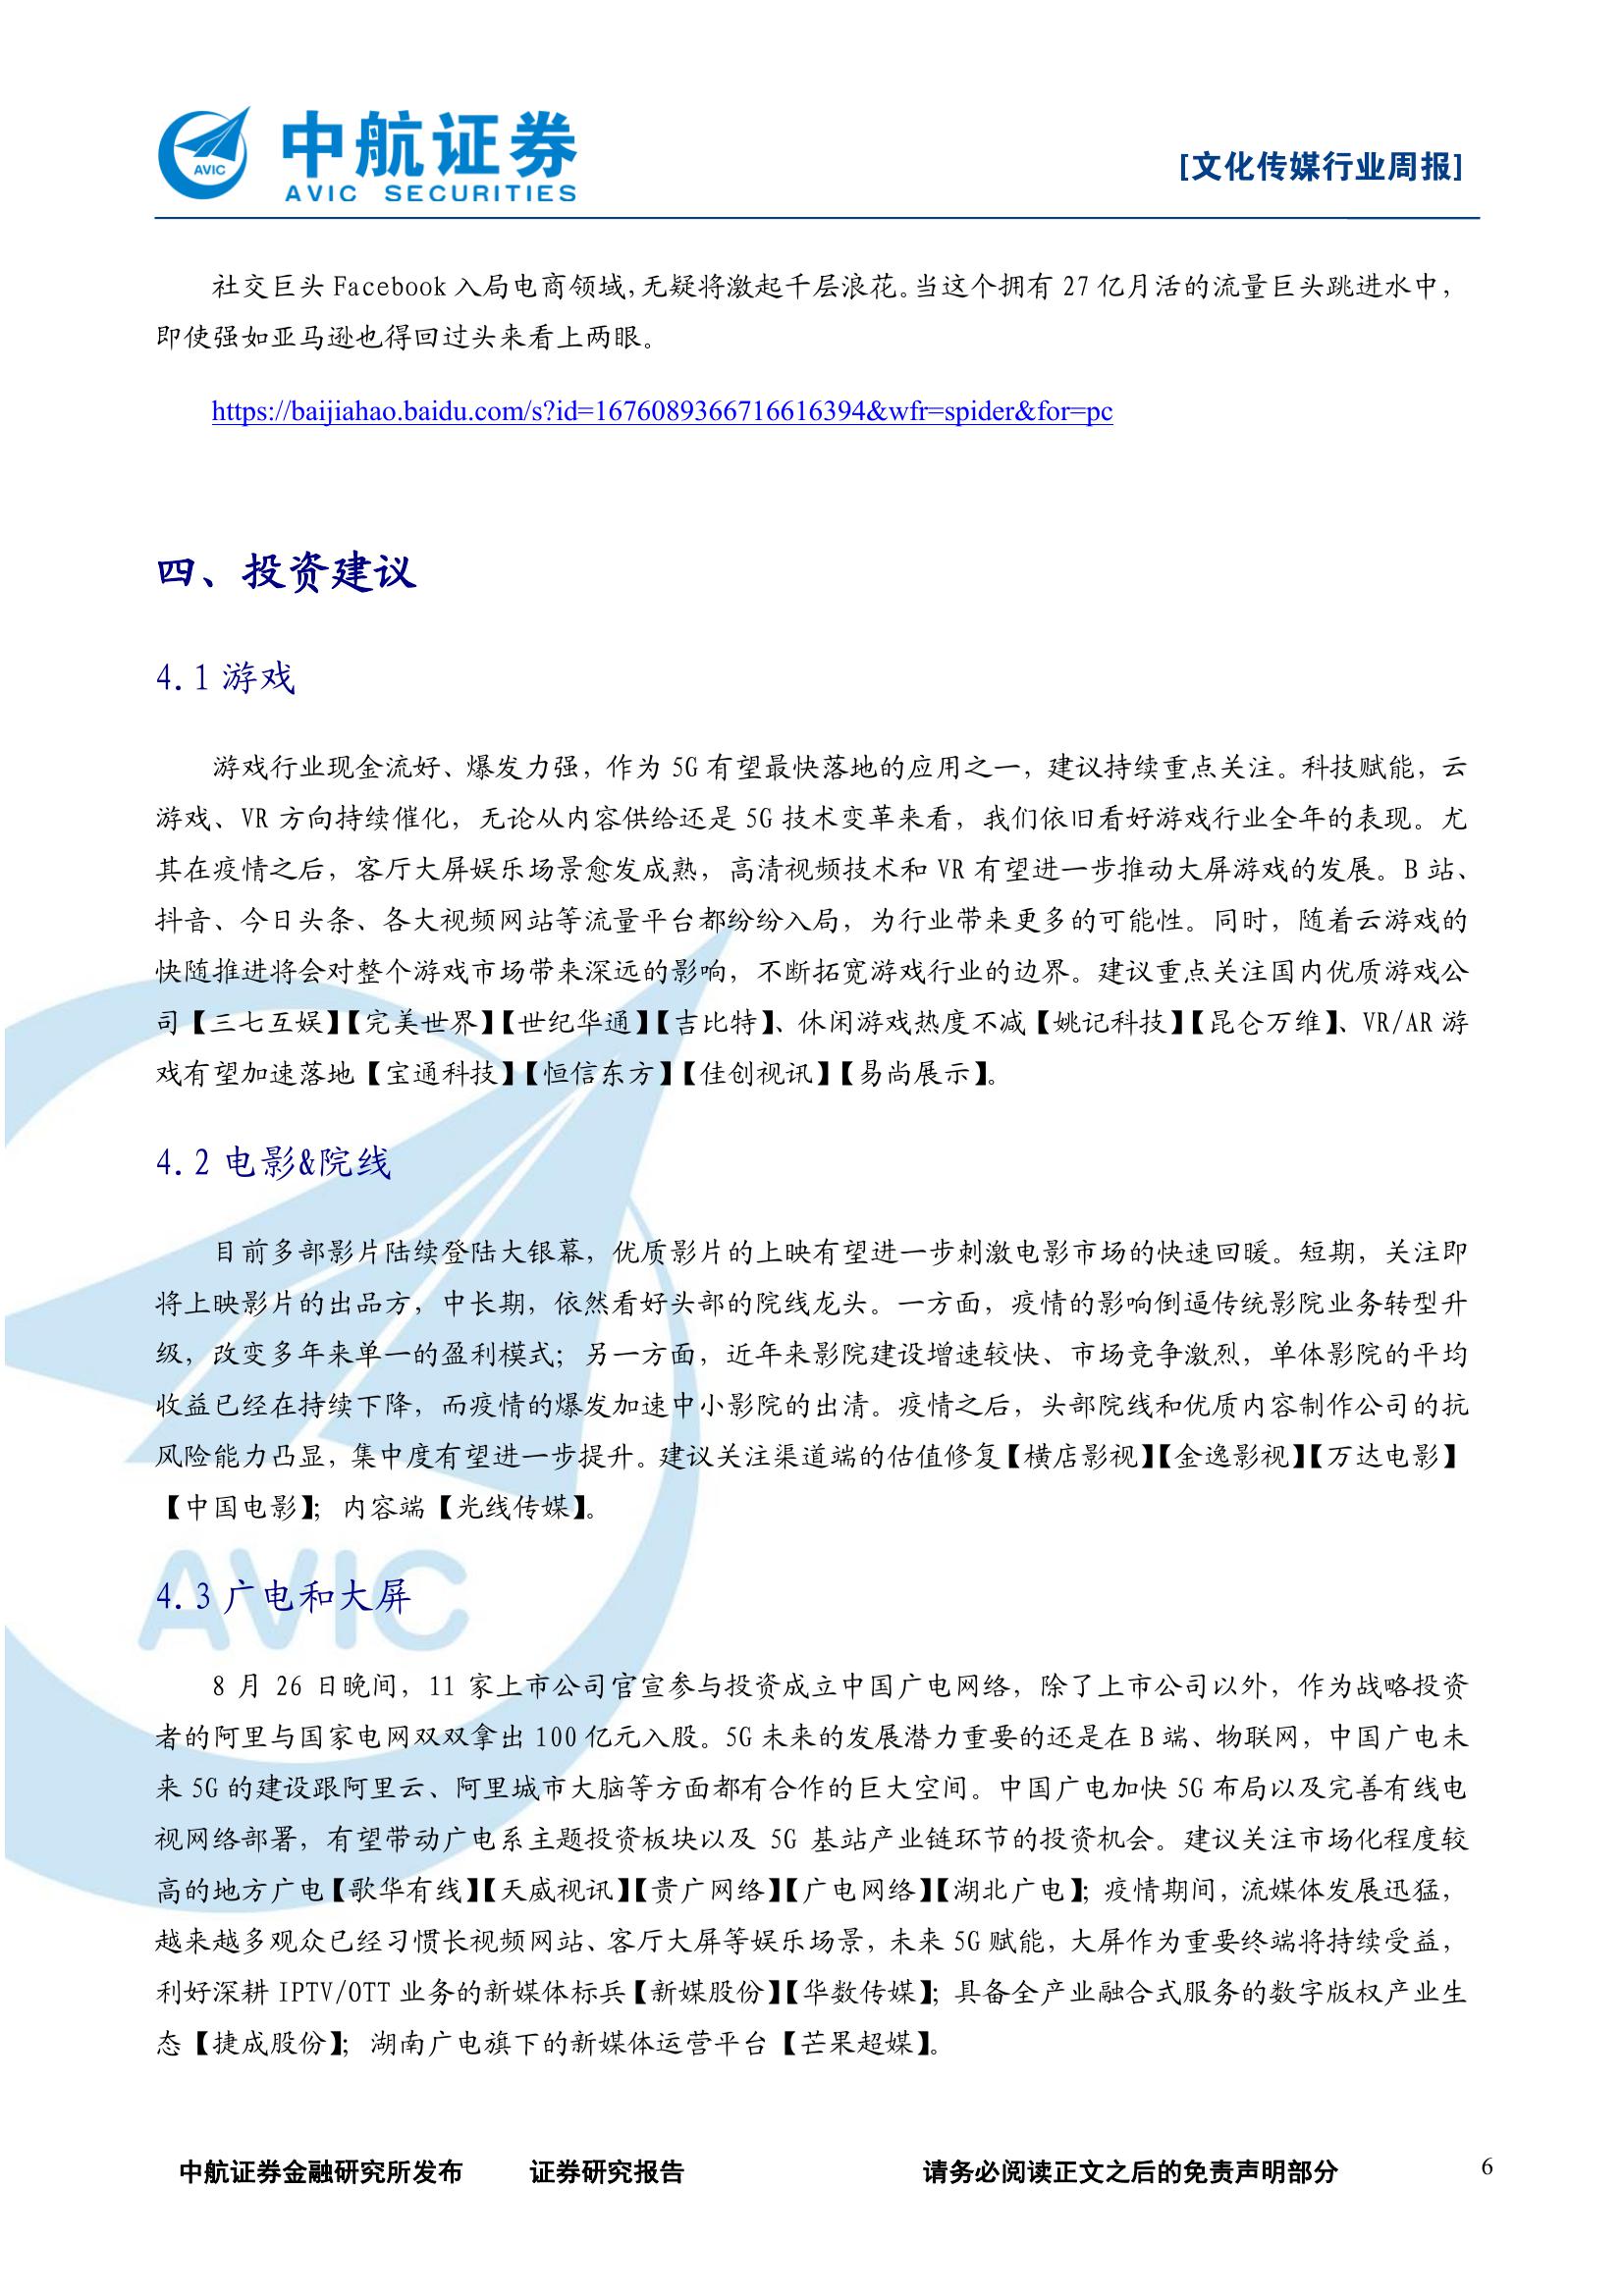 AVIC
中航证券
AVIC SECURITIES
[文化传媒行业周报]
社交巨头 Facebook 入局电商领域，无疑将激起千层浪花。当这个拥有 27 亿月活的流量巨头跳进水中，
即使强如亚马逊也得回过头来看上两眼。
https://baijiahao.baidu.com/s?id=1676089366716616394&wfr=spider&for=pc
四、投资建议
4.1 游戏
游戏行业现金流好、爆发力强，作为 5G 有望最快落地的应用之一，建议持续重点关注。科技赋能，云
游戏、VR 方向持续催化，无论从内容供给还是 5G 技术变革来看，我们依旧看好游戏行业全年的表现。尤
其在疫情之后，客厅大屏娱乐场景愈发成熟，高清视频技术和 VR 有望进一步推动大屏游戏的发展。B 站、
抖音、今日头条、各大视频网站等流量平台都纷纷入局，为行业带来更多的可能性。同时，随着云游戏的
快随推进将会对整个游戏市场带来深远的影响，不断拓宽游戏行业的边界。建议重点关注国内优质游戏公
司【三七互娱】【完美世界】【世纪华通】【吉比特】、休闲游戏热度不减【姚记科技】【昆仑万维】、VR/AR 游
戏有望加速落地【宝通科技】【恒信东方】【佳创视讯】【易尚展示】。
4.2 电影&院线
目前多部影片陆续登陆大银幕，优质影片的上映有望进一步刺激电影市场的快速回暖。短期，关注即
将上映影片的出品方，中长期，依然看好头部的院线龙头。一方面，疫情的影响倒逼传统影院业务转型升
级，改变多年来单一的盈利模式；另一方面，近年来影院建设增速较快、市场竞争激烈，单体影院的平均
收益已经在持续下降，而疫情的爆发加速中小影院的出清。疫情之后，头部院线和优质内容制作公司的抗
风险能力凸显，集中度有望进一步提升。建议关注渠道端的估值修复【横店影视】【金逸影视】【万达电影】
【中国电影】；内容端【光线传媒】。
AVIC
4.3 广电和大屏
8 月 26 日晚间，11 家上市公司官宣参与投资成立中国广电网络，除了上市公司以外，作为战略投资
者的阿里与国家电网双双拿出 100 亿元入股。5G 未来的发展潜力重要的还是在 B 端、物联网，中国广电未
来 5G 的建设跟阿里云、阿里城市大脑等方面都有合作的巨大空间。中国广电加快 5G 布局以及完善有线电
视网络部署，有望带动广电系主题投资板块以及 5G 基站产业链环节的投资机会。建议关注市场化程度较
高的地方广电【歌华有线】【天威视讯】【贵广网络】【广电网络】【湖北广电】；疫情期间，流媒体发展迅猛，
越来越多观众已经习惯长视频网站、客厅大屏等娱乐场景，未来 5G 赋能，大屏作为重要终端将持续受益，
利好深耕 IPTV/OTT 业务的新媒体标兵【新媒股份】【华数传媒】；具备全产业融合式服务的数字版权产业生
态【捷成股份】；湖南广电旗下的新媒体运营平台【芒果超媒】。
中航证券金融研究所发布 证券研究报告 请务必阅读正文之后的免责声明部分 6